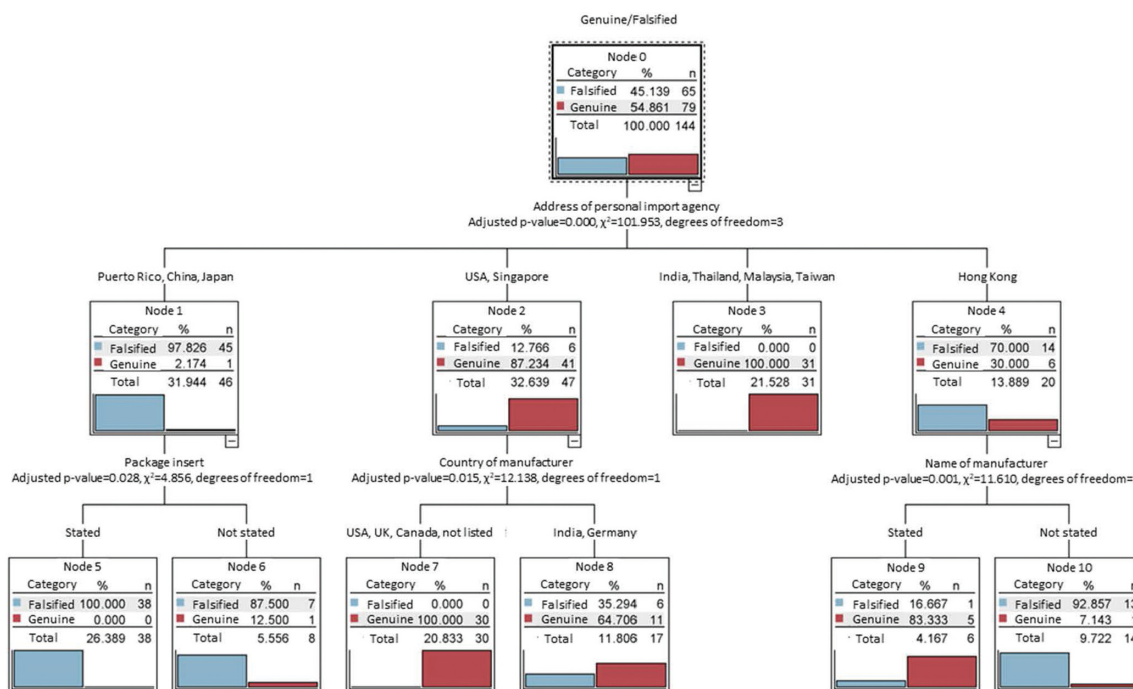 Genuine/Falsified
Node 0
Category % n
Falsified 45.139 65
Genuine 54.861 79
Total 100.000 144
Address of personal import agency
Adjusted p-value=0.000, χ²=101.953, degrees of freedom=3
Puerto Rico, China, Japan
USA, Singapore
India, Thailand, Malaysia, Taiwan
Hong Kong
Node 1
Category % n
Falsified 97.826 45
Genuine 2.174 1
Total 31.944 46
Node 2
Category % n
Falsified 12.766 6
Genuine 87.234 41
Total 32.639 47
Node 3
Category % n
Falsified 0.000 0
Genuine 100.000 31
Total 21.528 31
Node 4
Category % n
Falsified 70.000 14
Genuine 30.000 6
Total 13.889 20
Package insert
Adjusted p-value=0.028, χ²=4.856, degrees of freedom=1
Country of manufacturer
Adjusted p-value=0.015, χ²=12.138, degrees of freedom=1
Name of manufacturer
Adjusted p-value=0.001, χ²=11.610, degrees of freedom=
Stated
Not stated
USA, UK, Canada, not listed
India, Germany
Stated
Not stated
Node 5
Category % n
Falsified 100.000 38
Genuine 0.000 0
Total 26.389 38
Node 6
Category % n
Falsified 87.500 7
Genuine 12.500 1
Total 5.556 8
Node 7
Category % n
Falsified 0.000 0
Genuine 100.000 30
Total 20.833 30
Node 8
Category % n
Falsified 35.294 6
Genuine 64.706 11
Total 11.806 17
Node 9
Category % n
Falsified 16.667 1
Genuine 83.333 5
Total 4.167 6
Node 10
Category % n
Falsified 92.857
Genuine 7.143
Total 9.722